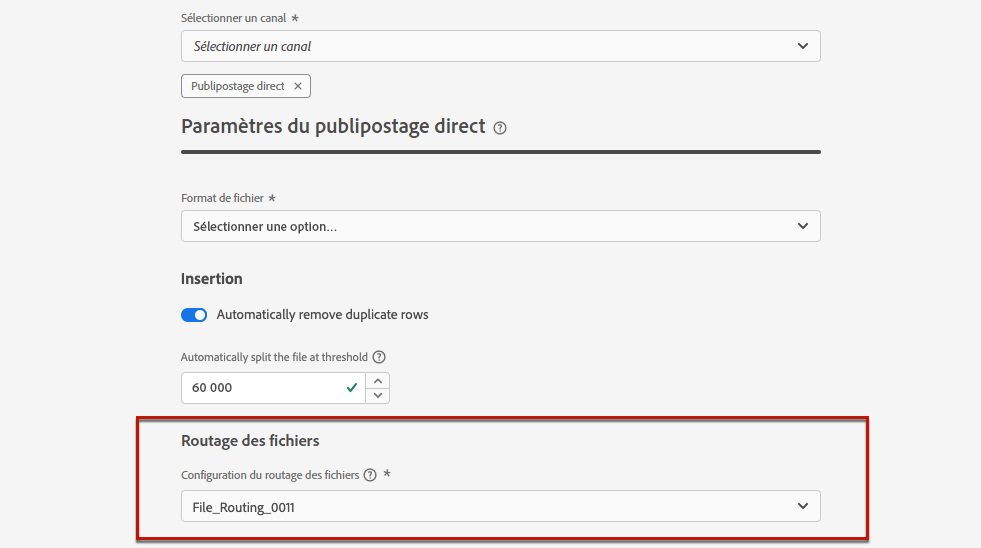 Sélectionner un canal *
Sélectionner un canal
Publipostage direct ×
Paramètres du publipostage direct ?
Format de fichier *
Sélectionner une option...
Insertion
Automatically remove duplicate rows
Automatically split the file at threshold ?
60 000
Routage des fichiers
Configuration du routage des fichiers ? *
File_Routing_0011